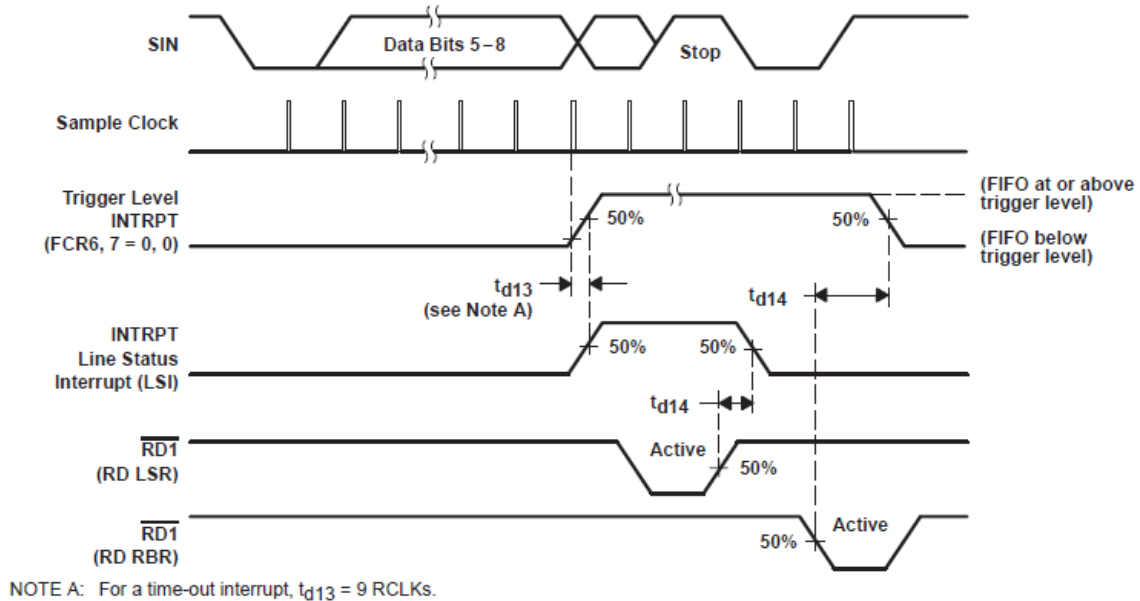 SIN
Data Bits 5–8
Stop
Sample Clock
Trigger Level
INTRPT
(FCR6, 7 = 0, 0)
50%
50%
(FIFO at or above
trigger level)
(FIFO below
trigger level)
td13
(see Note A)
td14
INTRPT
Line Status
Interrupt (LSI)
50%
50%
td14
RD1
(RD LSR)
Active
50%
RD1
(RD RBR)
50%
Active
NOTE A: For a time-out interrupt, td13 = 9 RCLKs.